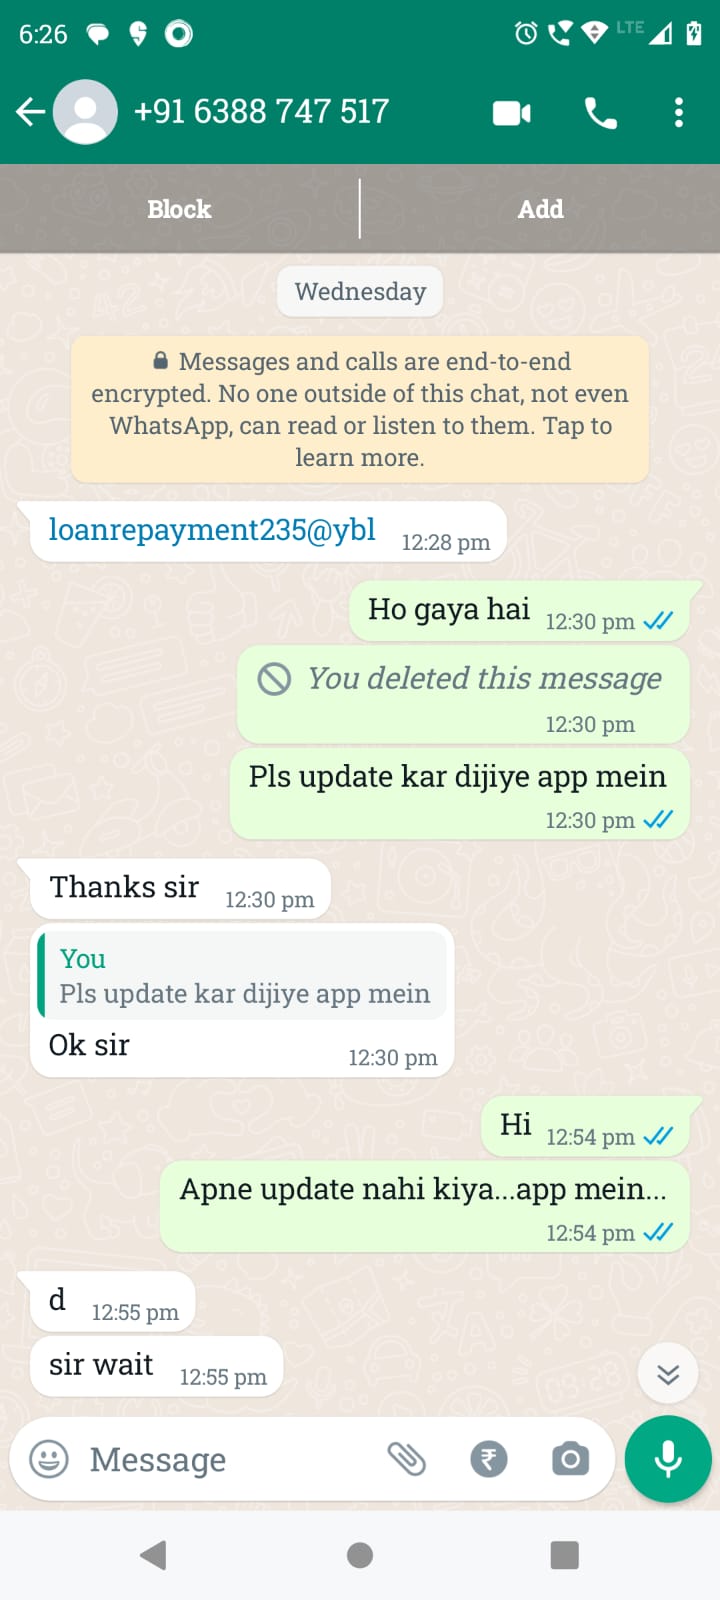 6:26
LTE
+91 6388 747 517
Block
Add
Wednesday
Messages and calls are end-to-end
encrypted. No one outside of this chat, not even
WhatsApp, can read or listen to them. Tap to
learn more.
loanrepayment235@ybl 12:28 pm
Ho gaya hai 12:30 pm
You deleted this message
12:30 pm
Pls update kar dijiye app mein
12:30 pm
Thanks sir 12:30 pm
You
Pls update kar dijiye app mein
Ok sir 12:30 pm
Hi 12:54 pm
Apne update nahi kiya...app mein...
12:54 pm
d 12:55 pm
sir wait 12:55 pm
Message